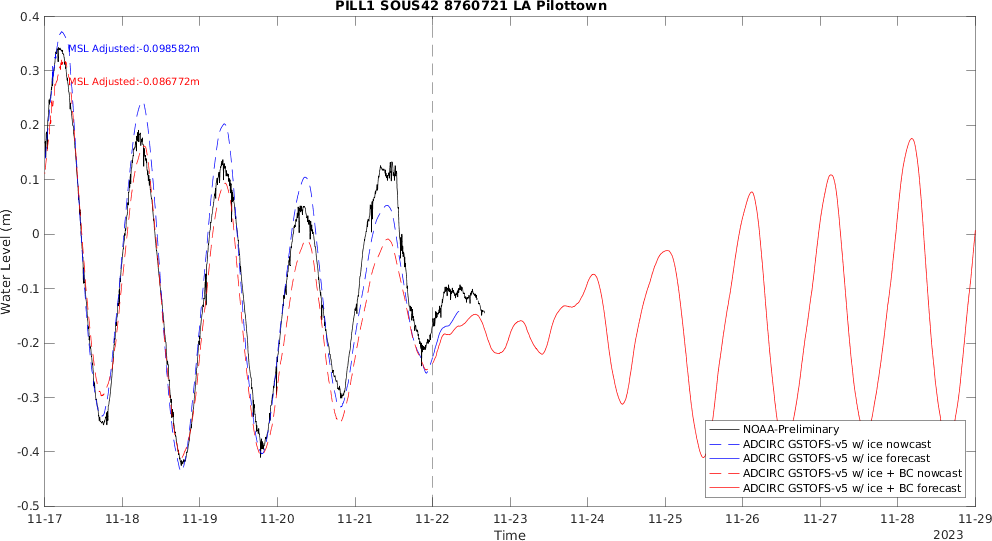 PILL1 SOUS42 8760721 LA Pilottown
0.4
0.3
0.2
0.1
0
-0.1
-0.2
-0.3
-0.4
-0.5
Water Level (m)
MSL Adjusted:-0.098582m
MSL Adjusted:-0.086772m
NOAA-Preliminary
ADCIRC GSTOFS-v5 w/ ice nowcast
ADCIRC GSTOFS-v5 w/ ice forecast
ADCIRC GSTOFS-v5 w/ ice + BC nowcast
ADCIRC GSTOFS-v5 w/ ice + BC forecast
11-17 11-18 11-19 11-20 11-21 11-22 11-23 11-24 11-25 11-26 11-27 11-28 11-29
Time
2023